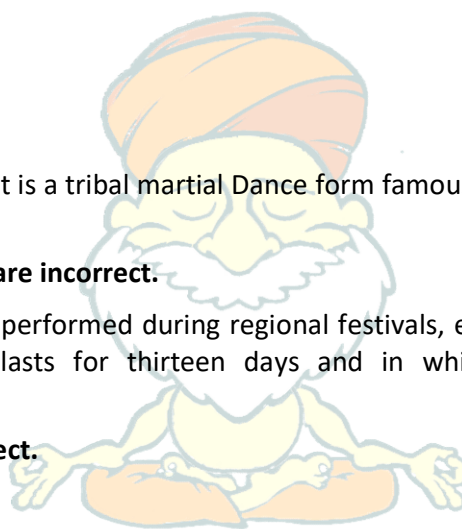 t is a tribal martial Dance form famou
are incorrect.
performed during regional festivals, e
lasts for thirteen days and in whi
ect.